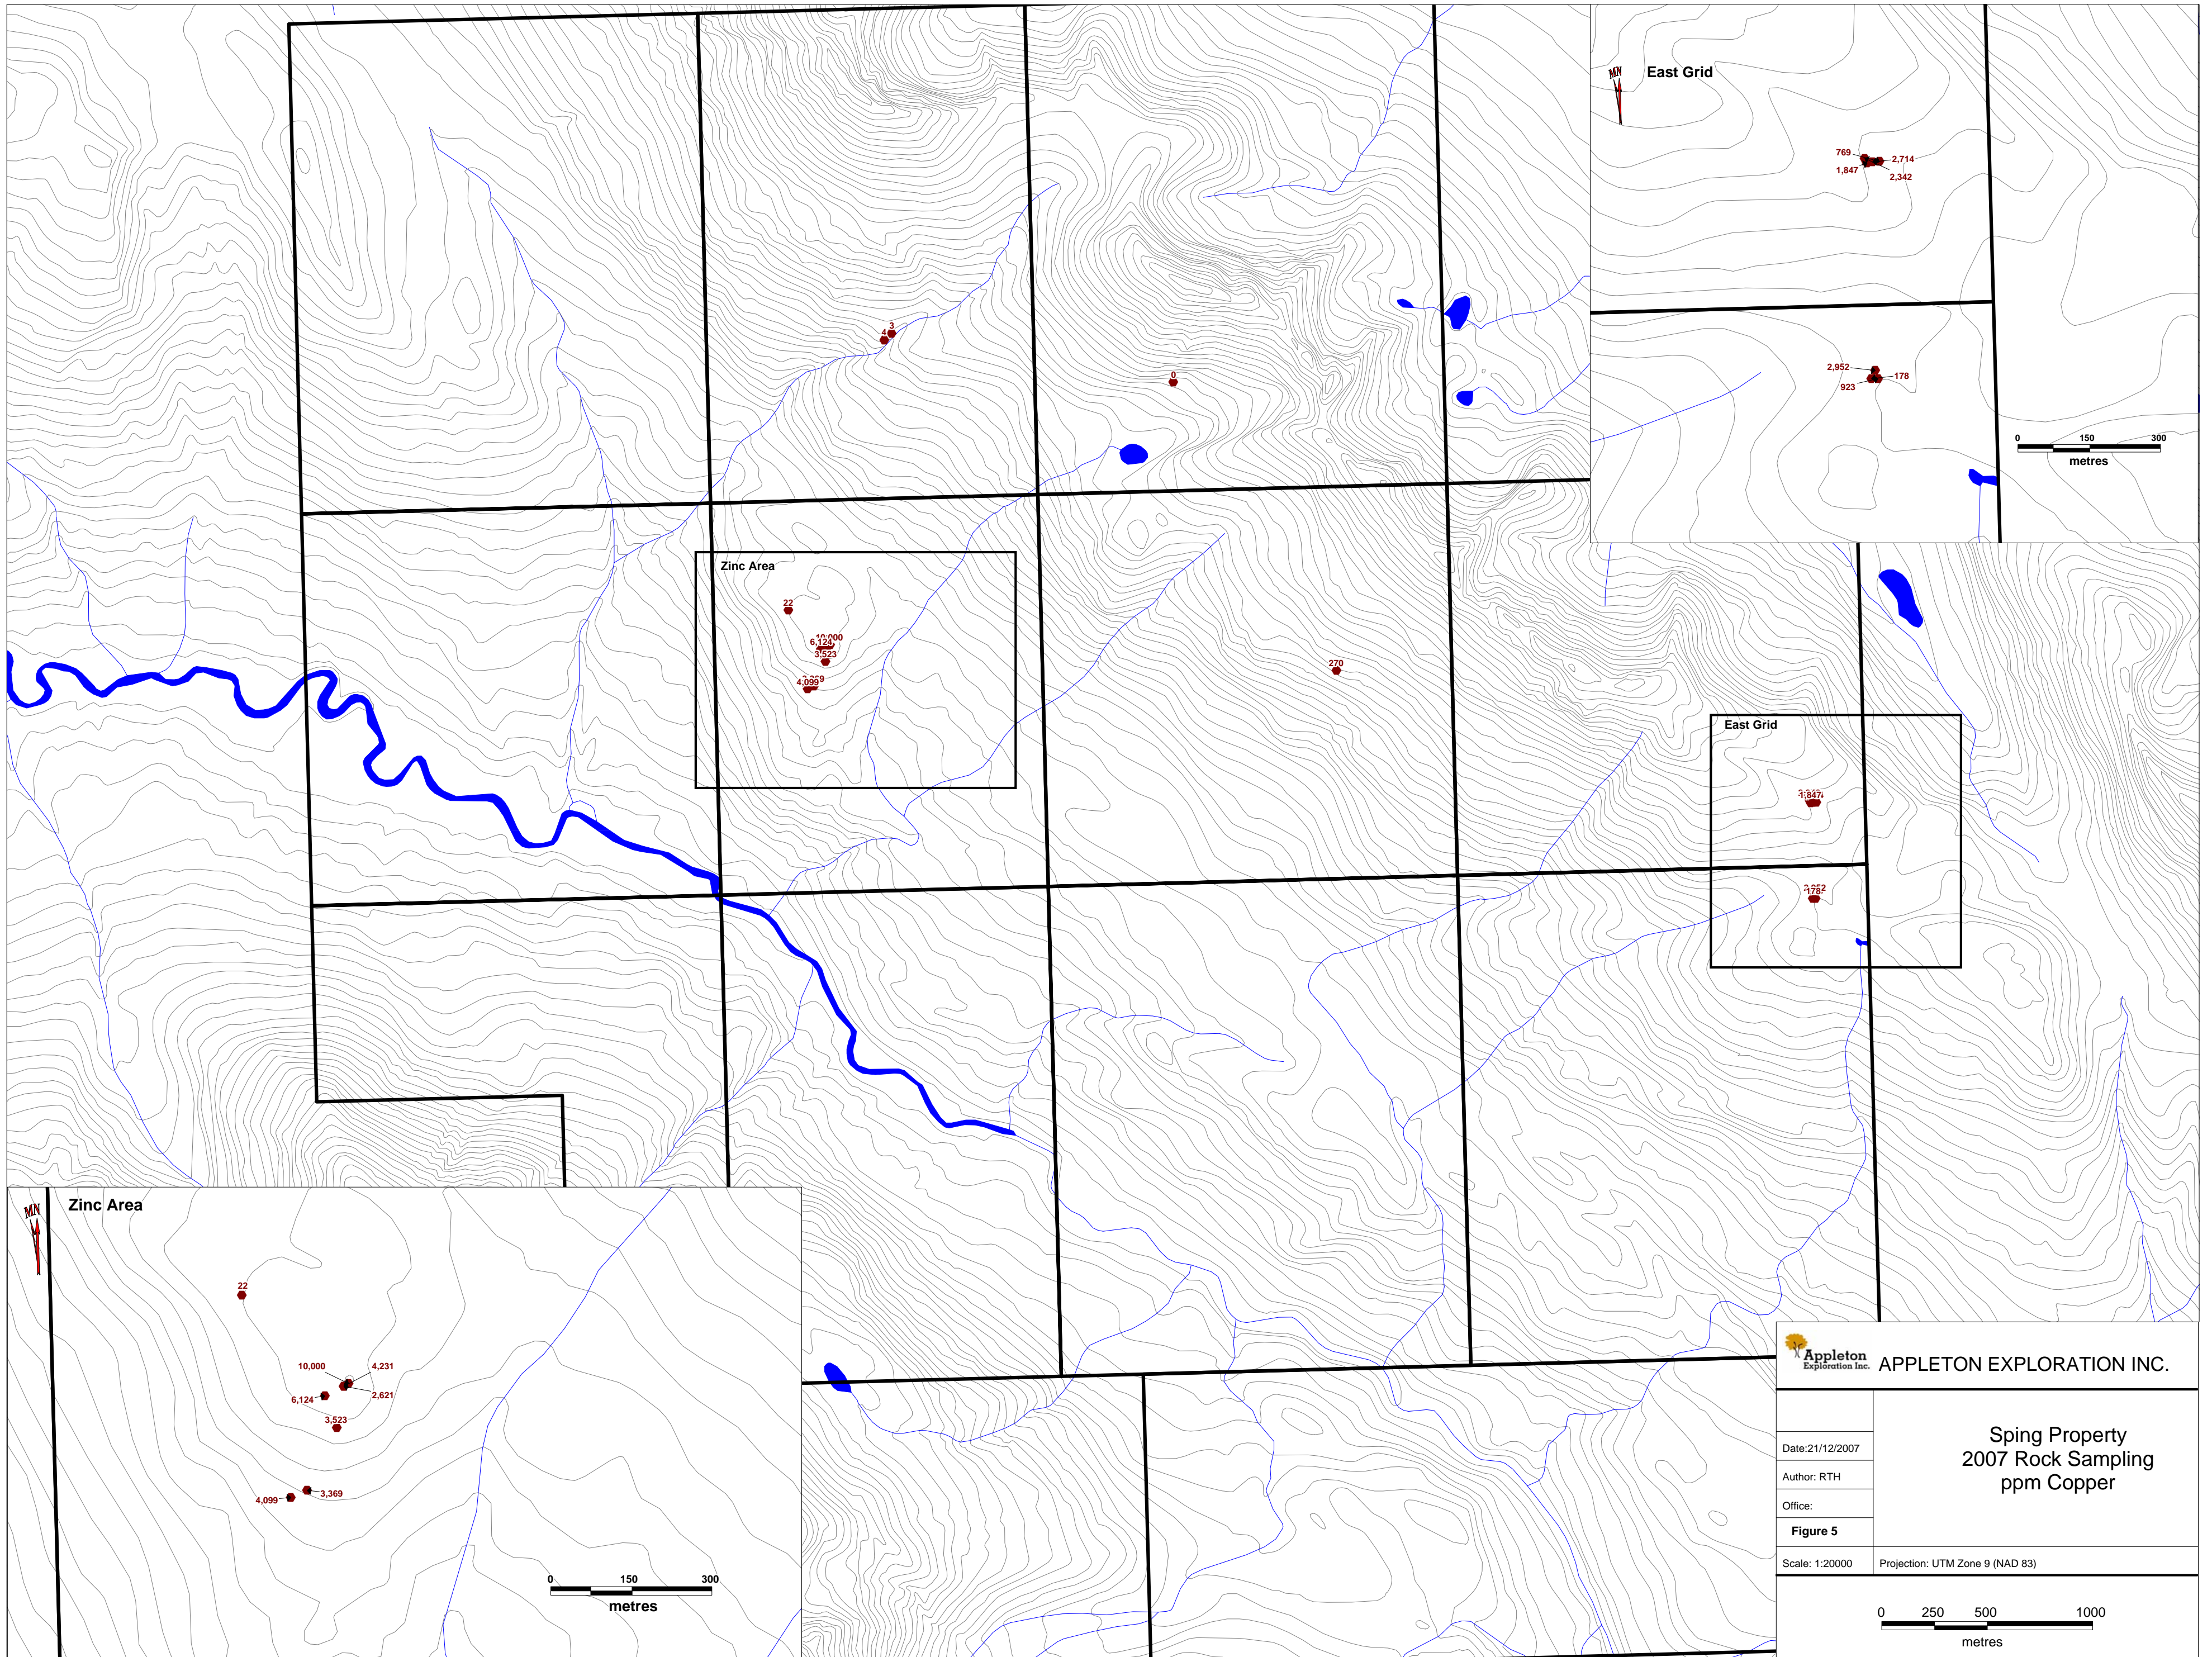 MN
East Grid
769
2,714
1,847
2,342
2,952
178
923
0 150 300
metres
3
4
0
Zinc Area
22
6,124
3,523
4,099
270
East Grid
1,847
178
MN
Zinc Area
22
10,000
4,231
6,124
2,621
3,523
4,099
3,369
0 150 300
metres
Appleton
Exploration Inc.
APPLETON EXPLORATION INC.
Sping Property
2007 Rock Sampling
ppm Copper
Date:21/12/2007
Author: RTH
Office:
Figure 5
Scale: 1:20000
Projection: UTM Zone 9 (NAD 83)
0 250 500 1000
metres